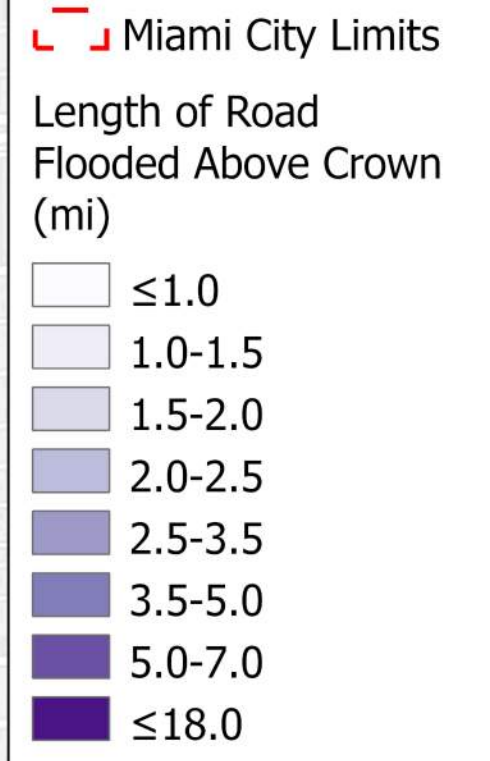 Miami City Limits
Length of Road
Flooded Above Crown
(mi)
≤1.0
1.0-1.5
1.5-2.0
2.0-2.5
2.5-3.5
3.5-5.0
5.0-7.0
≤18.0